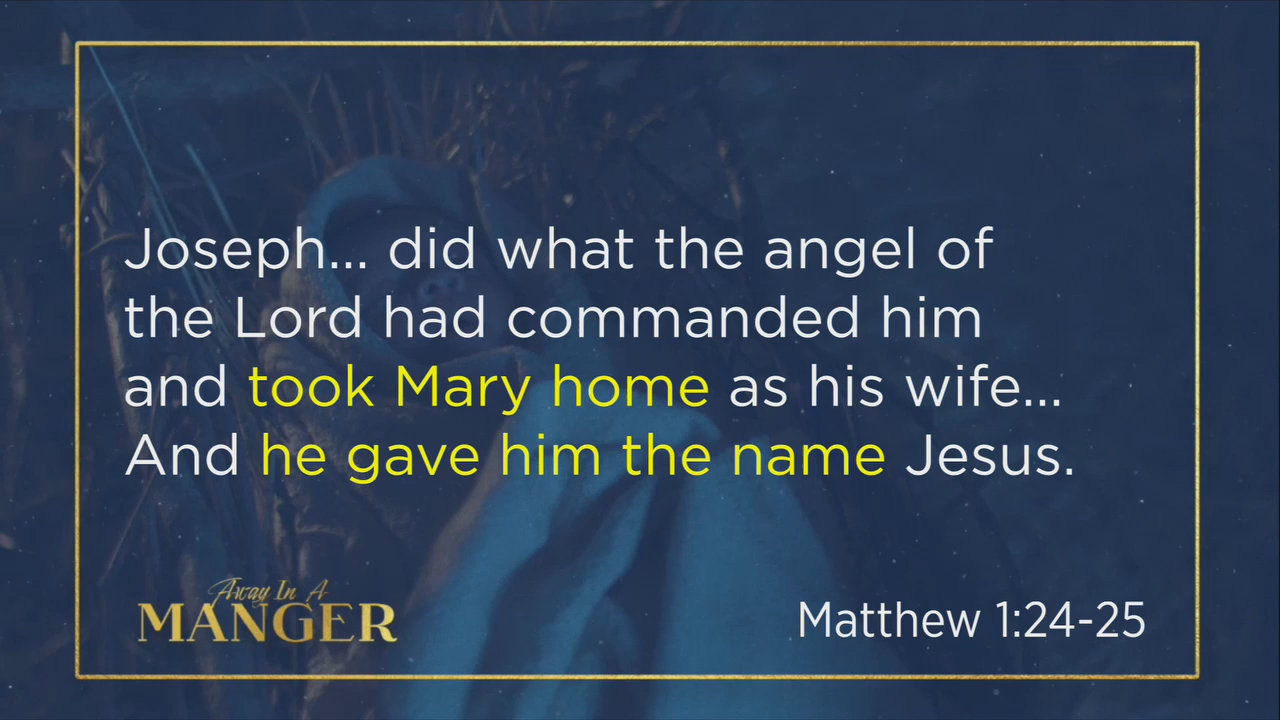 Joseph... did what the angel of
the Lord had commanded him
and took Mary home as his wife...
And he gave him the name Jesus.
Away In A
MANGER
Matthew 1:24-25